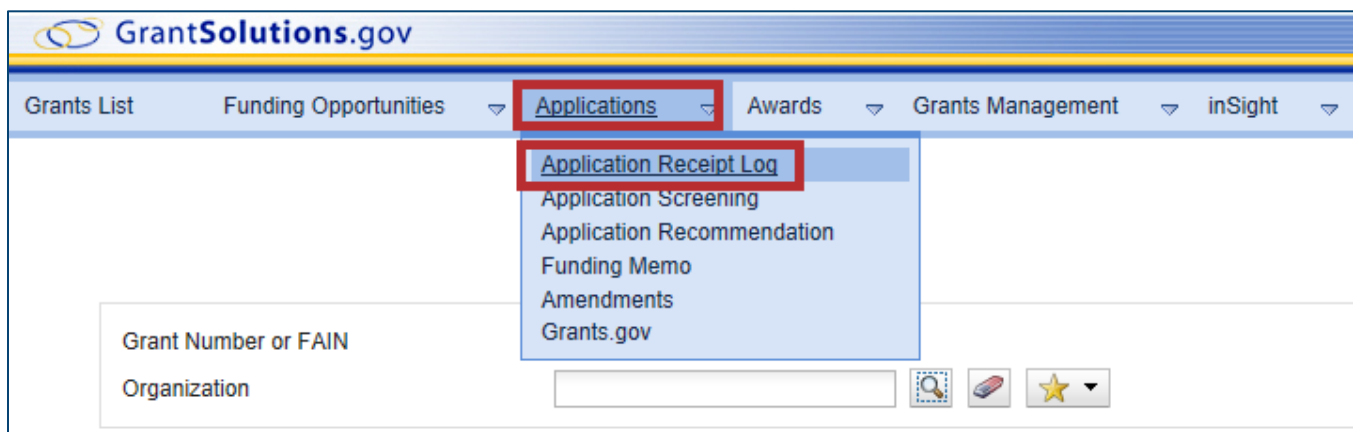 GrantSolutions.gov
Grants List Funding Opportunities Applications Awards Grants Management inSight
Application Receipt Log
Application Screening
Application Recommendation
Funding Memo
Amendments
Grants.gov
Grant Number or FAIN
Organization